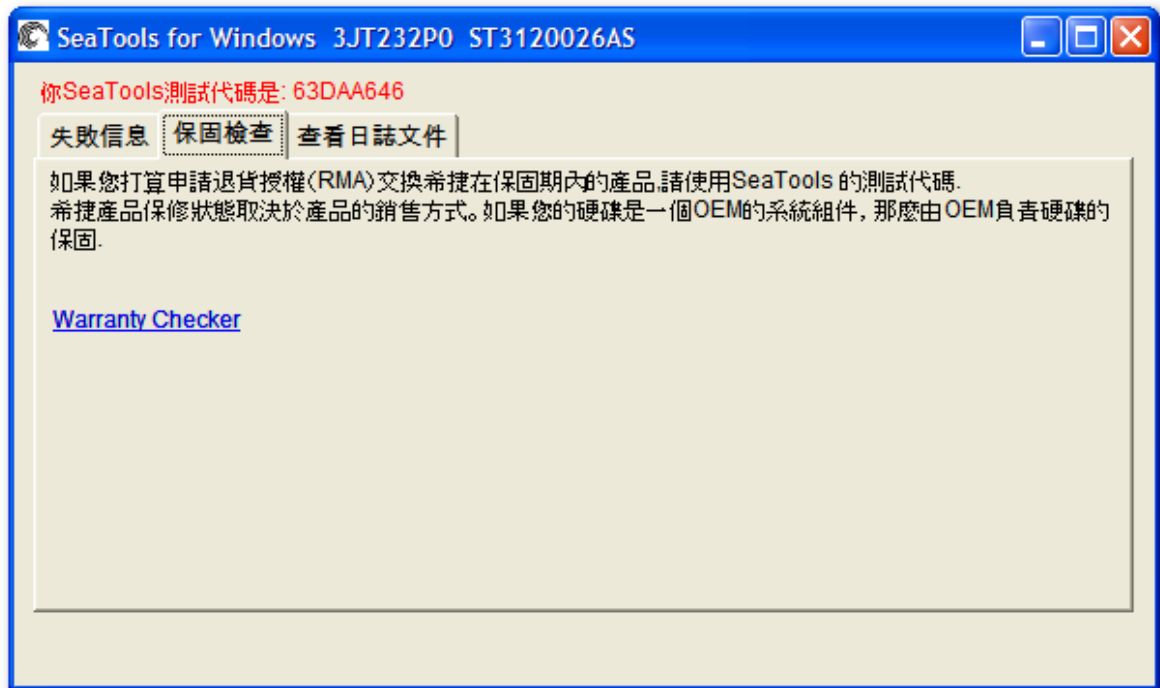 SeaTools for Windows 3JT232P0 ST3120026AS
你SeaTools測試代碼是: 63DAA646
失敗信息 保固檢查 查看日誌文件
如果您打算申請退貨授權(RMA)交換希捷在保固期內的產品,請使用SeaTools 的測試代碼.
希捷產品保修狀態取決於產品的銷售方式。如果您的硬碟是一個OEM的系統組件, 那麼由OEM負責硬碟的
保固.
Warranty Checker